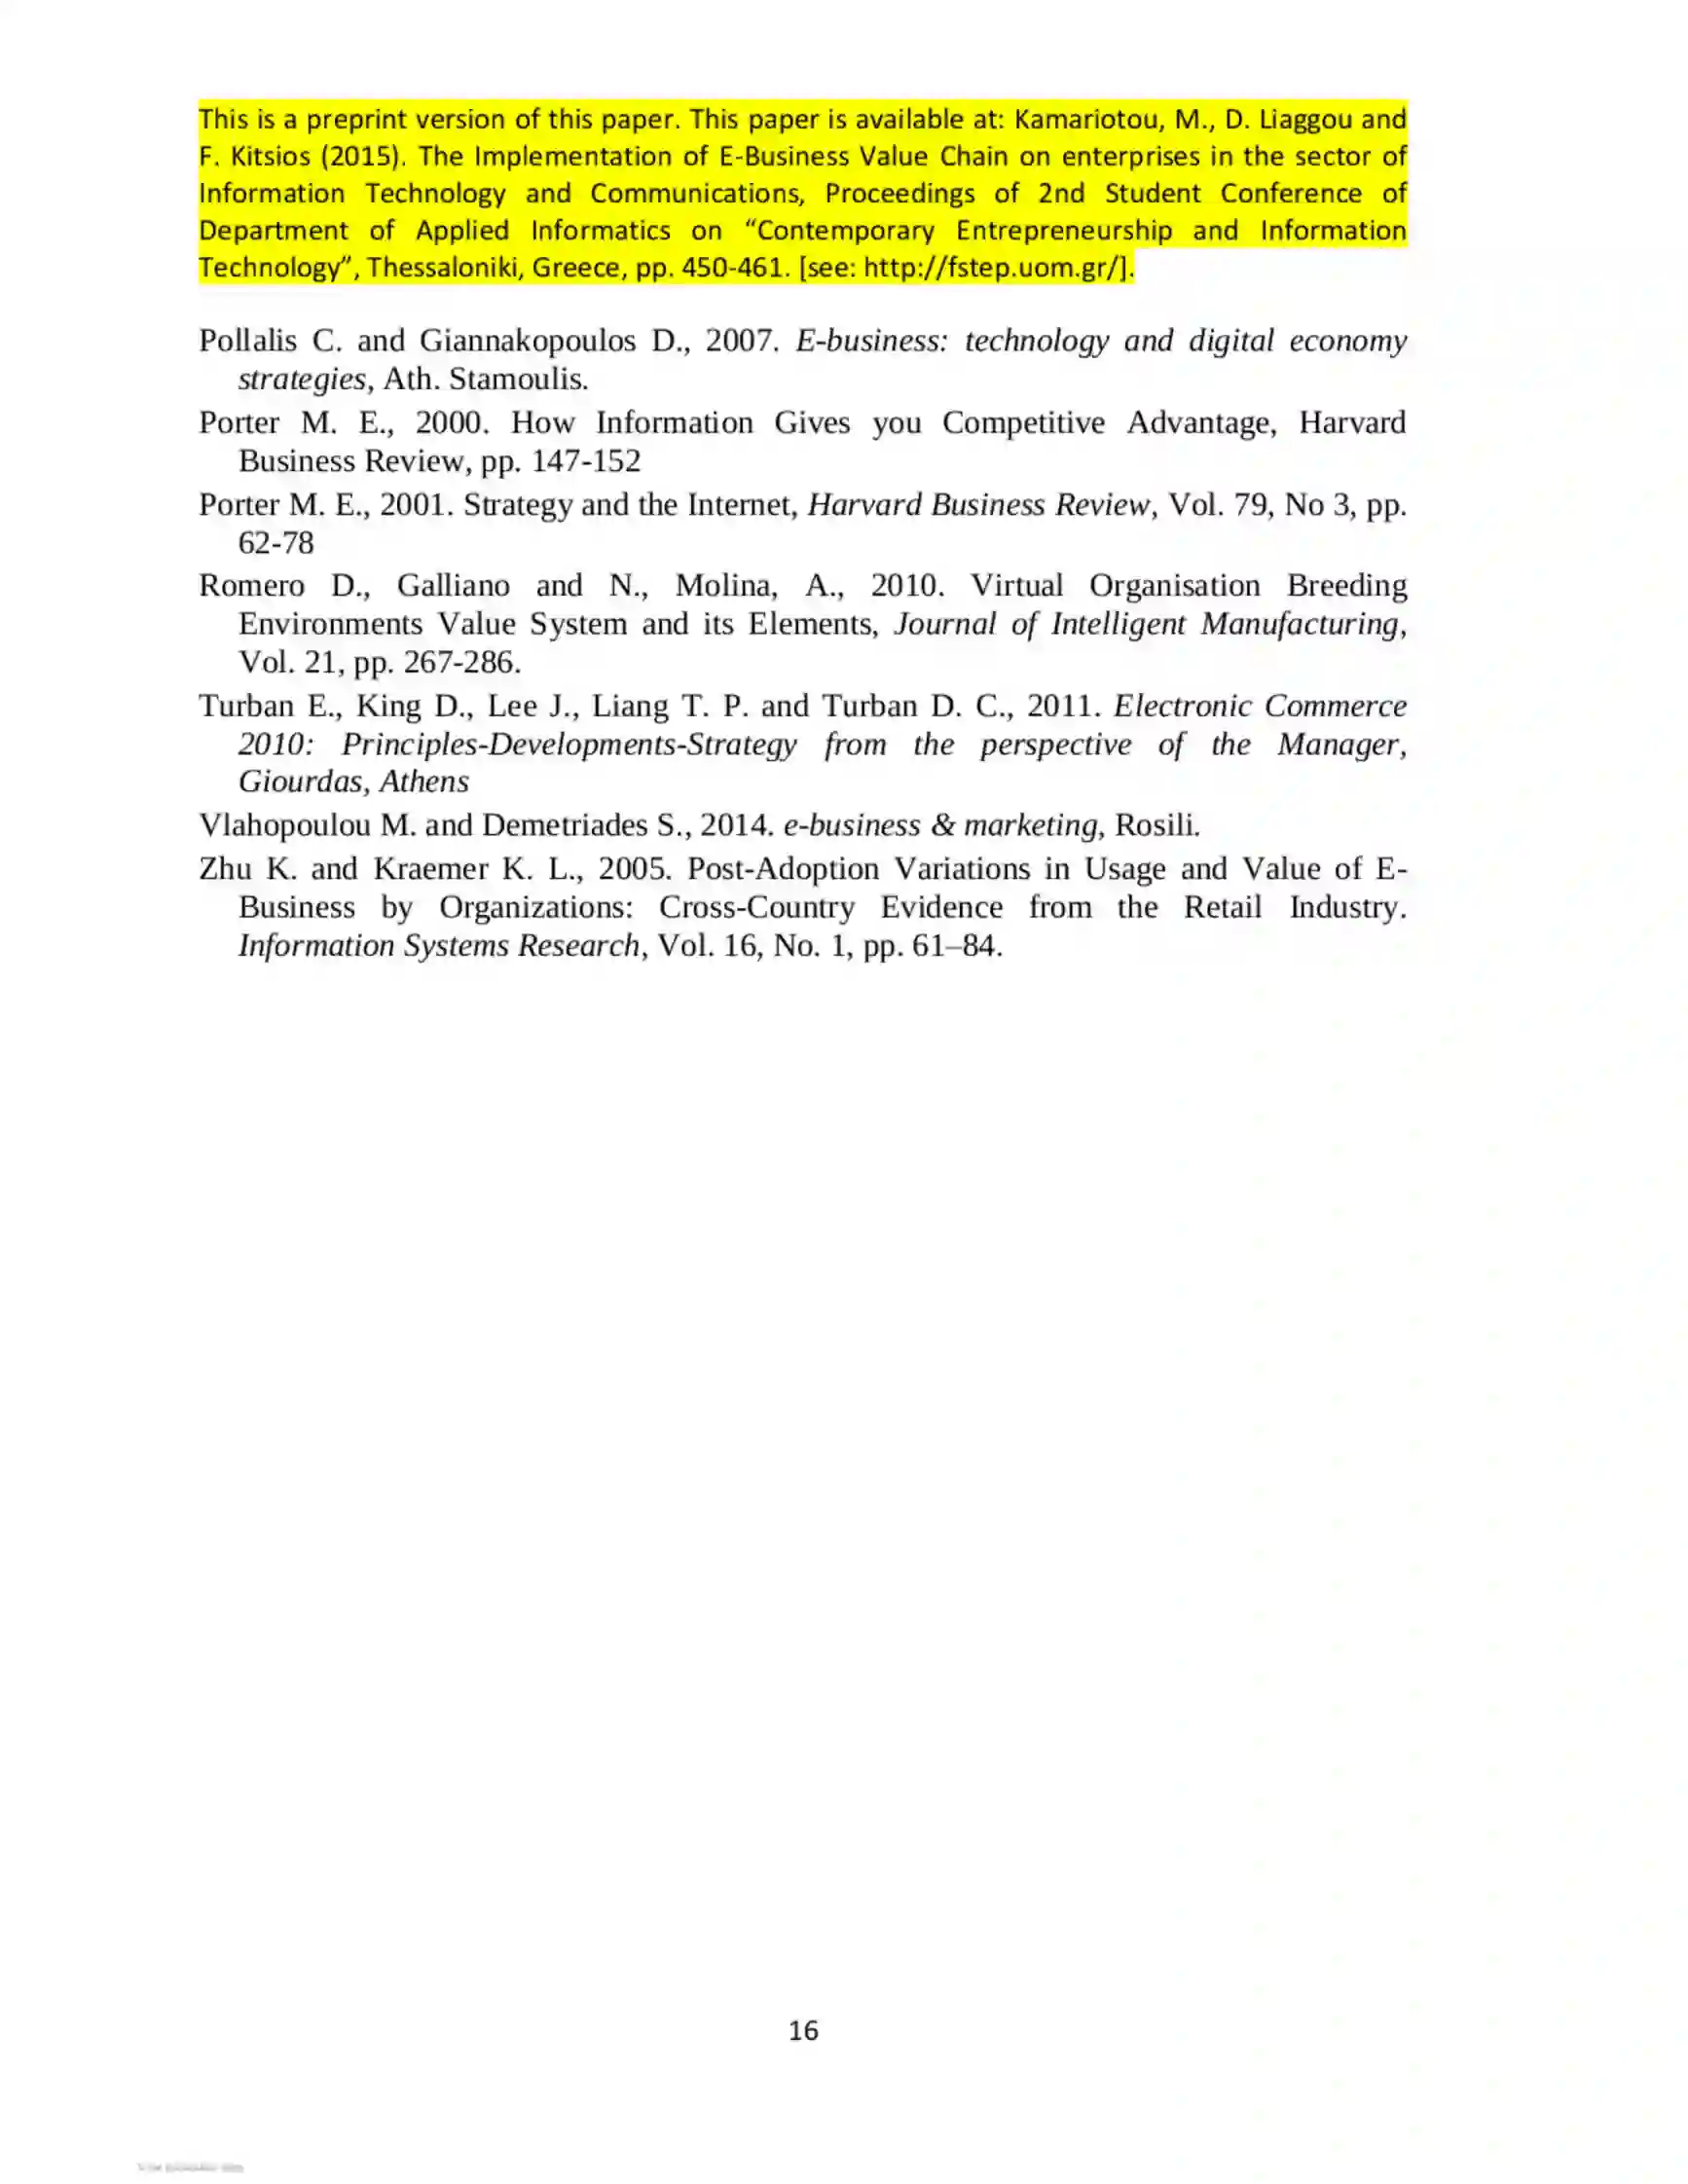 This is a preprint version of this paper. This paper is available at: Kamariotou, M., D. Liaggou and
F. Kitsios (2015). The Implementation of E-Business Value Chain on enterprises in the sector of
Information Technology and Communications, Proceedings of 2nd Student Conference of
Department of Applied Informatics on “Contemporary Entrepreneurship and Information
Technology”, Thessaloniki, Greece, pp. 450-461. [see: http://fstep.uom.gr/].
Pollalis C. and Giannakopoulos D., 2007. E-business: technology and digital economy
strategies, Ath. Stamoulis.
Porter M. E., 2000. How Information Gives you Competitive Advantage, Harvard
Business Review, pp. 147-152
Porter M. E., 2001. Strategy and the Internet, Harvard Business Review, Vol. 79, No 3, pp.
62-78
Romero D., Galliano and N., Molina, A., 2010. Virtual Organisation Breeding
Environments Value System and its Elements, Journal of Intelligent Manufacturing,
Vol. 21, pp. 267-286.
Turban E., King D., Lee J., Liang T. P. and Turban D. C., 2011. Electronic Commerce
2010: Principles-Developments-Strategy from the perspective of the Manager,
Giourdas, Athens
Vlahopoulou M. and Demetriades S., 2014. e-business & marketing, Rosili.
Zhu K. and Kraemer K. L., 2005. Post-Adoption Variations in Usage and Value of E-
Business by Organizations: Cross-Country Evidence from the Retail Industry.
Information Systems Research, Vol. 16, No. 1, pp. 61–84.
16